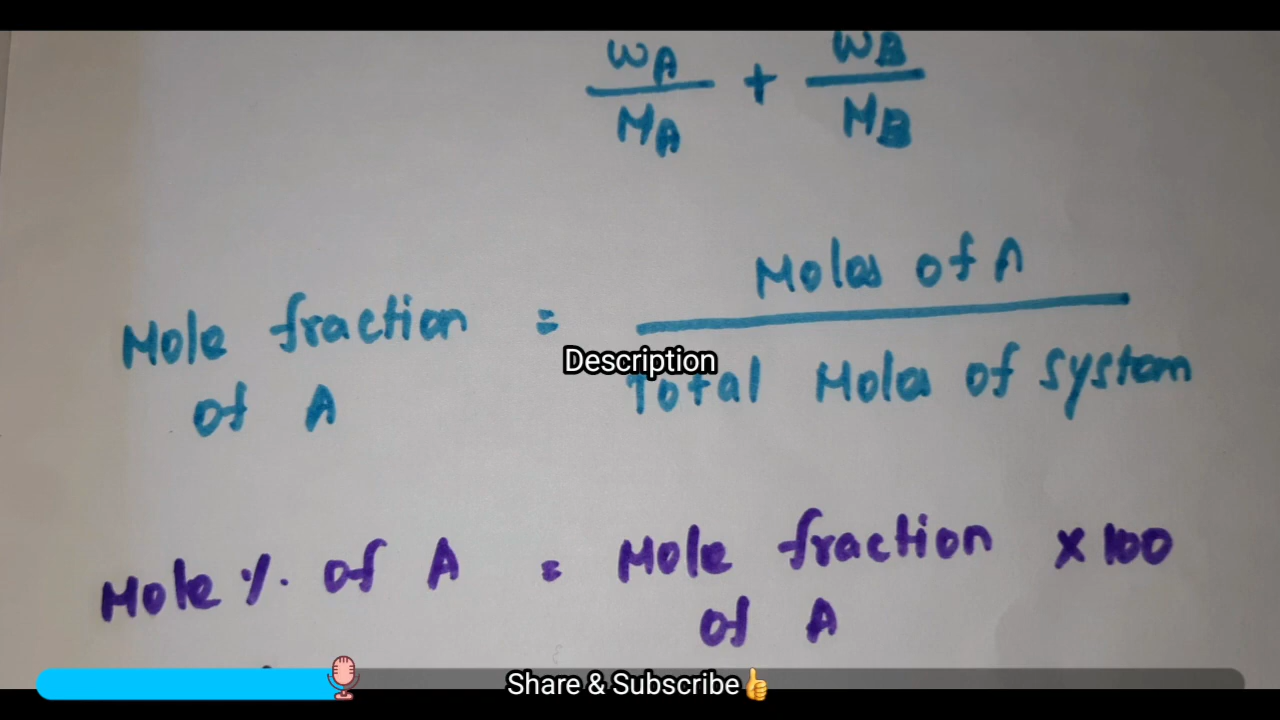 WA + WB
MA MB
Moles of A
Mole fraction =
Description
of A Total Moles of system
Mole %. of A = Mole fraction x 100
of A
Share & Subscribe👍